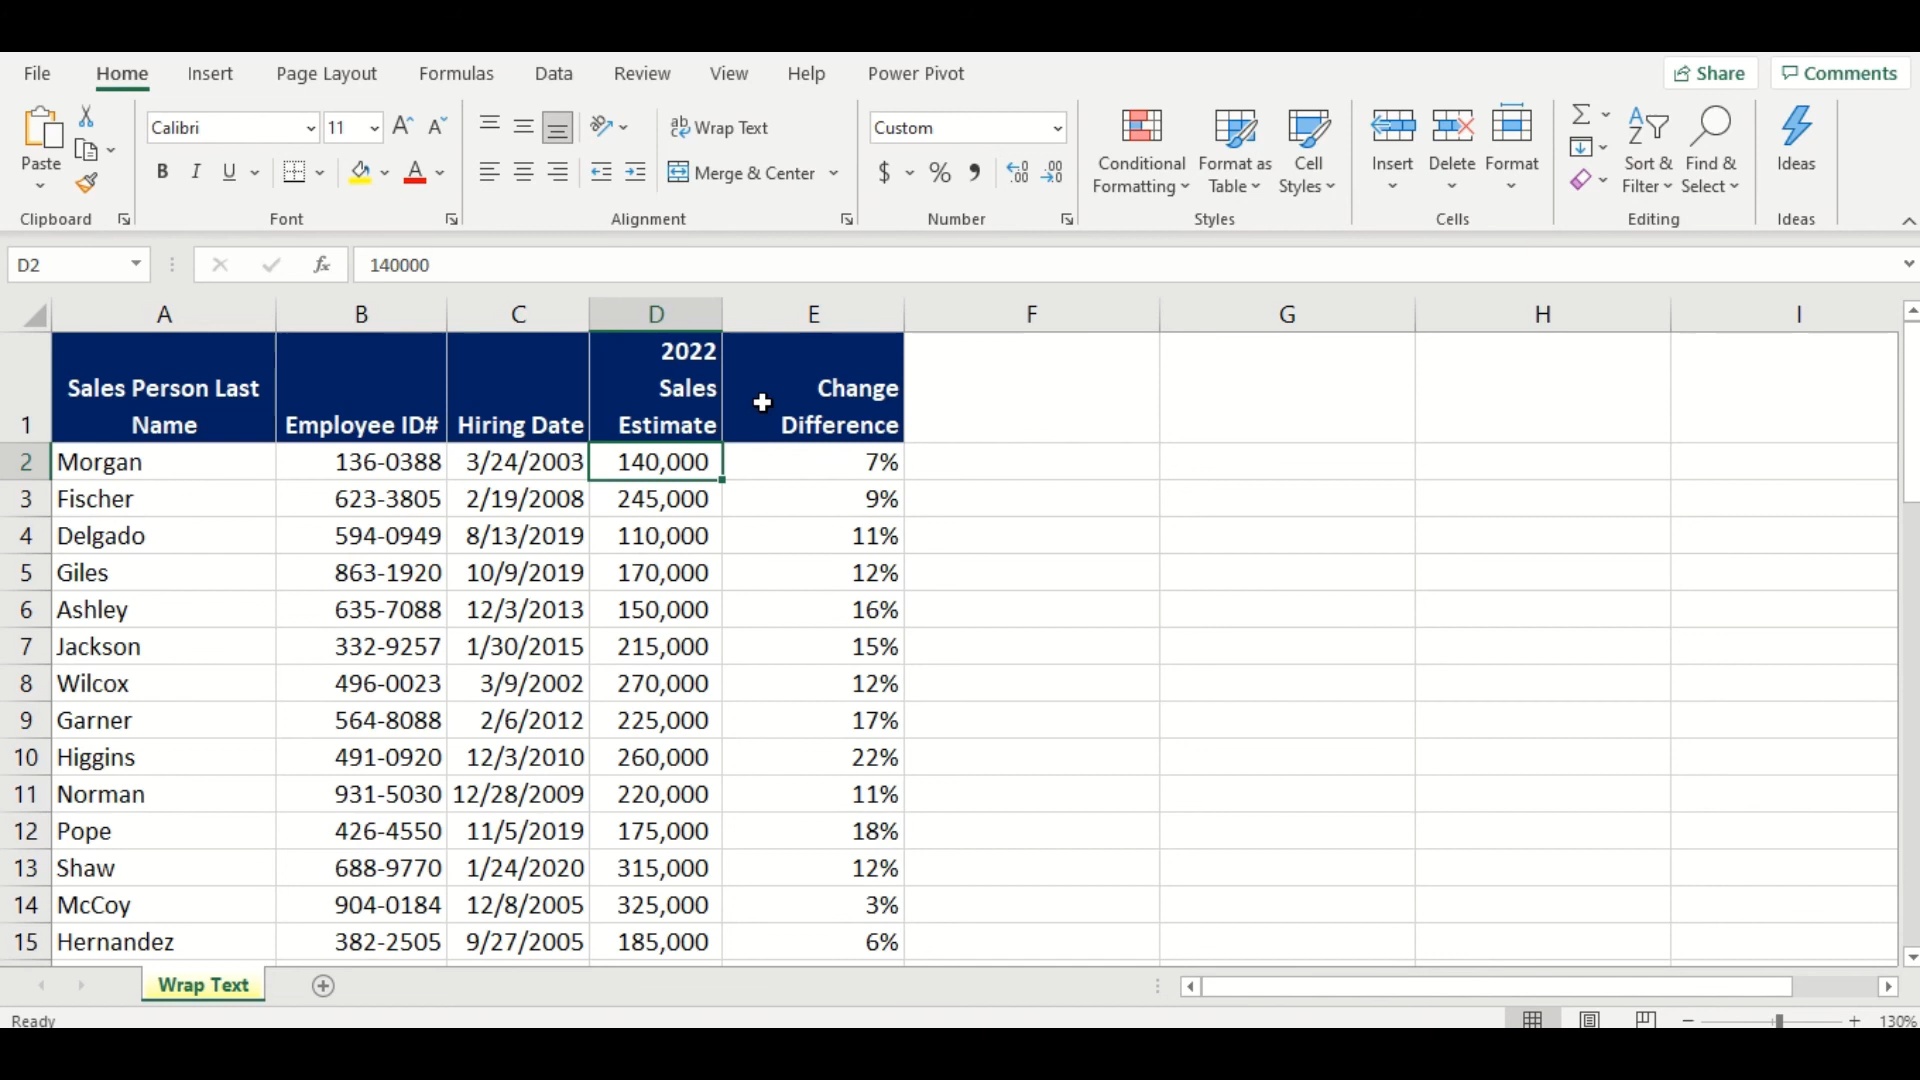 File Home Insert Page Layout Formulas Data Review View Help Power Pivot Share Comments
Calibri 11 Wrap Text Custom
Paste B I U Merge & Center $ % , Conditional Formatting Format as Table Cell Styles Insert Delete Format Sort & Filter Find & Select Ideas
Clipboard Font Alignment Number Styles Cells Editing Ideas
D2 fx 140000
A B C D E F G H I
1 Sales Person Last Name Employee ID# Hiring Date 2022 Sales Estimate Change Difference
2 Morgan 136-0388 3/24/2003 140,000 7%
3 Fischer 623-3805 2/19/2008 245,000 9%
4 Delgado 594-0949 8/13/2019 110,000 11%
5 Giles 863-1920 10/9/2019 170,000 12%
6 Ashley 635-7088 12/3/2013 150,000 16%
7 Jackson 332-9257 1/30/2015 215,000 15%
8 Wilcox 496-0023 3/9/2002 270,000 12%
9 Garner 564-8088 2/6/2012 225,000 17%
10 Higgins 491-0920 12/3/2010 260,000 22%
11 Norman 931-5030 12/28/2009 220,000 11%
12 Pope 426-4550 11/5/2019 175,000 18%
13 Shaw 688-9770 1/24/2020 315,000 12%
14 McCoy 904-0184 12/8/2005 325,000 3%
15 Hernandez 382-2505 9/27/2005 185,000 6%
Wrap Text
Ready 130%